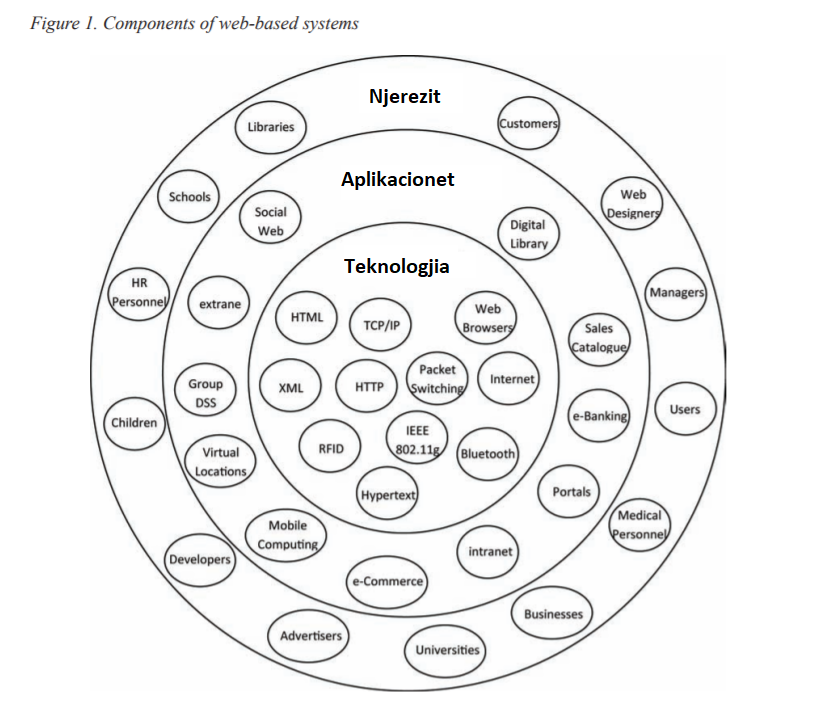 Figure 1. Components of web-based systems
Njerezit
Libraries
Customers
Schools
Web
Designers
HR
Personnel
Managers
Children
Users
Medical
Personnel
Developers
Businesses
Advertisers
Universities
Aplikacionet
Social
Web
Digital
Library
extrane
Sales
Catalogue
Group
DSS
e-Banking
Virtual
Locations
Portals
Mobile
Computing
intranet
e-Commerce
Teknologjia
HTML
TCP/IP
Web
Browsers
XML
HTTP
Packet
Switching
Internet
RFID
IEEE
802.11g
Bluetooth
Hypertext